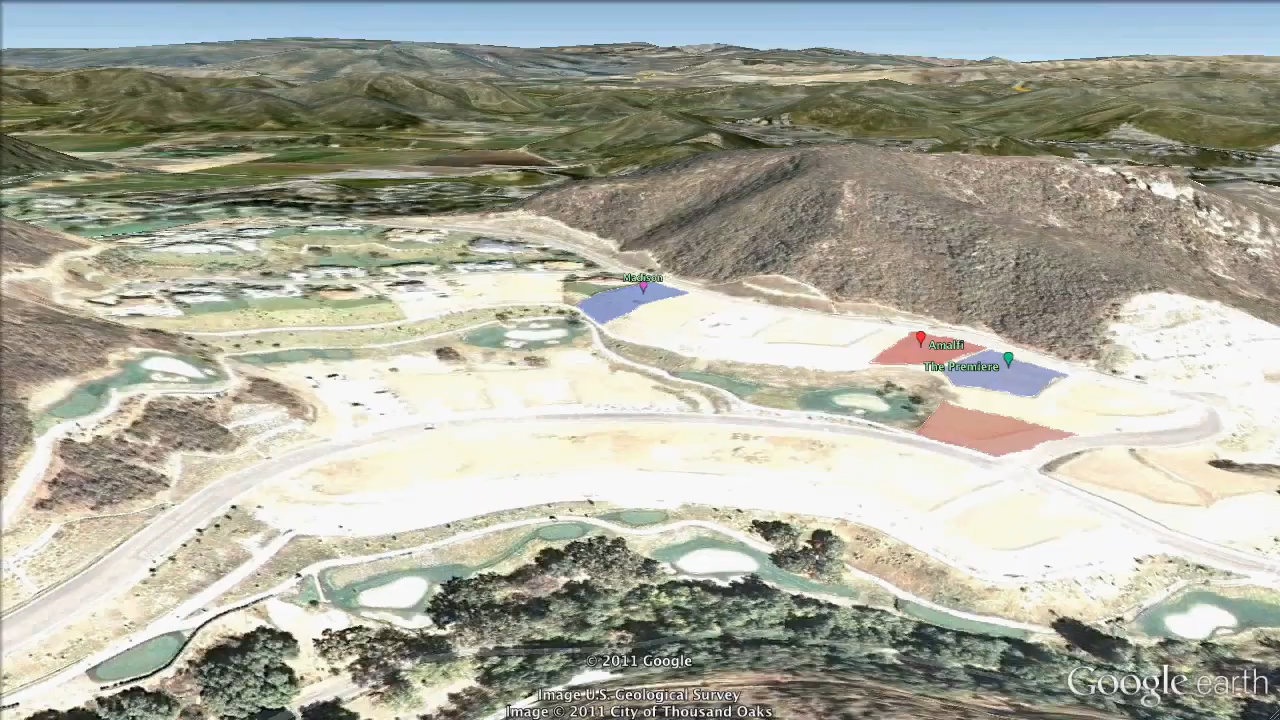 Madison
Amalfi
The Premiere
© 2011 Google
Image U.S. Geological Survey
Image © 2011 City of Thousand Oaks
Google earth